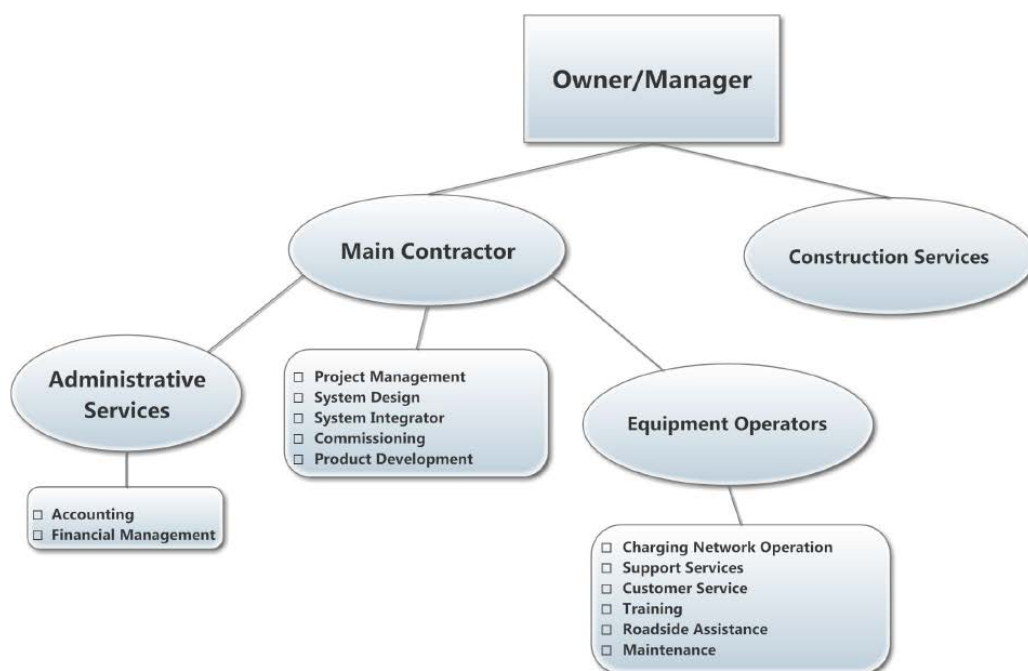 Owner/Manager
Main Contractor
Construction Services
Administrative
Services
☐ Project Management
☐ System Design
☐ System Integrator
☐ Commissioning
☐ Product Development
Equipment Operators
☐ Accounting
☐ Financial Management
☐ Charging Network Operation
☐ Support Services
☐ Customer Service
☐ Training
☐ Roadside Assistance
☐ Maintenance